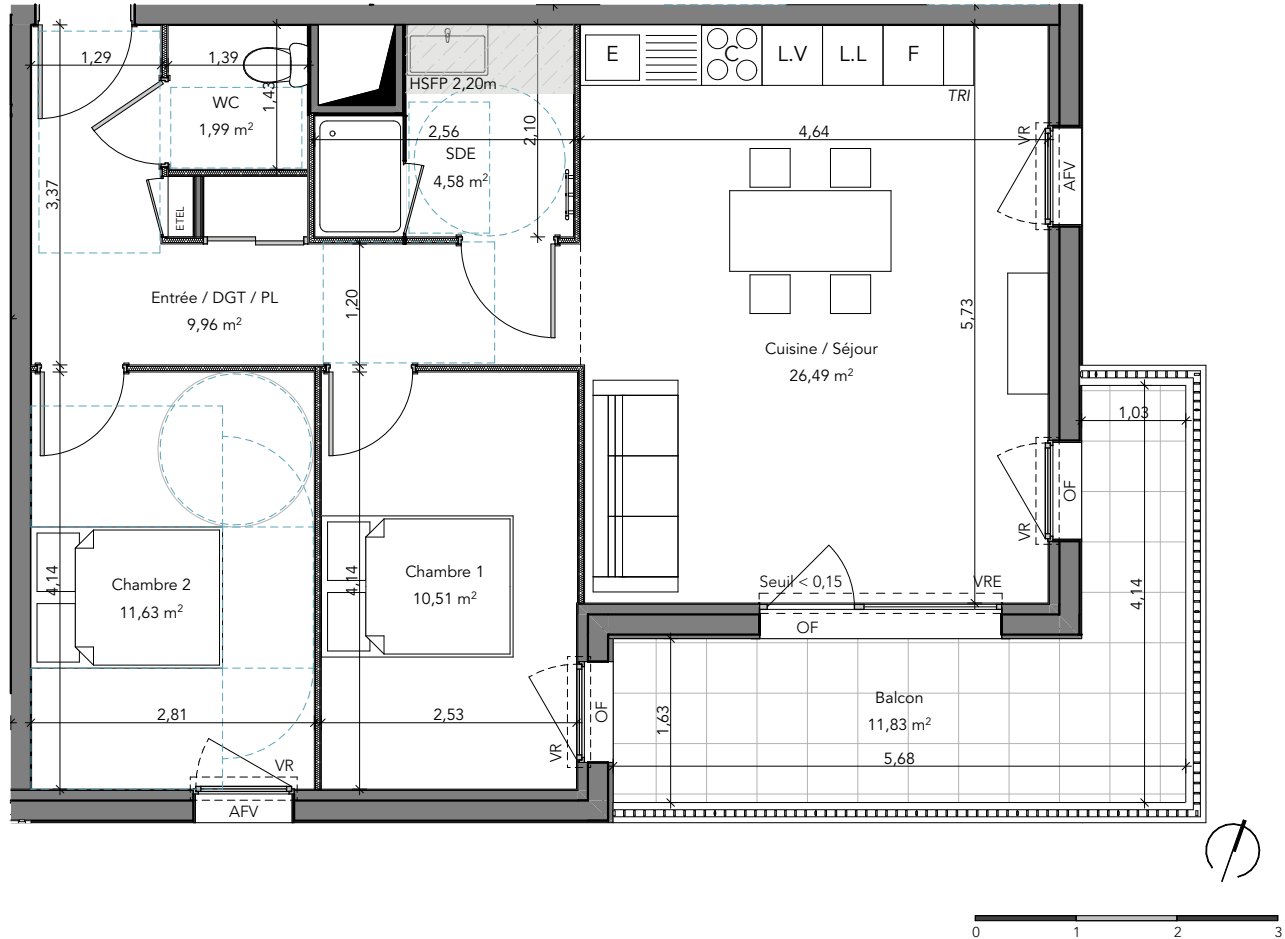 1,29
1,39
WC
1,99 m²
1,43
HSFP 2,20m
2,56
2,10
SDE
4,58 m²
E
C
L.V
L.L
F
TRI
4,64
VR
AFV
3,37
ETEL
Entrée / DGT / PL
9,96 m²
1,20
5,73
Cuisine / Séjour
26,49 m²
1,03
VR
OF
4,14
Chambre 2
11,63 m²
4,14
Chambre 1
10,51 m²
Seuil < 0,15
VRE
OF
4,14
2,81
2,53
VR
OF
1,63
Balcon
11,83 m²
5,68
VR
AFV
0
1
2
3